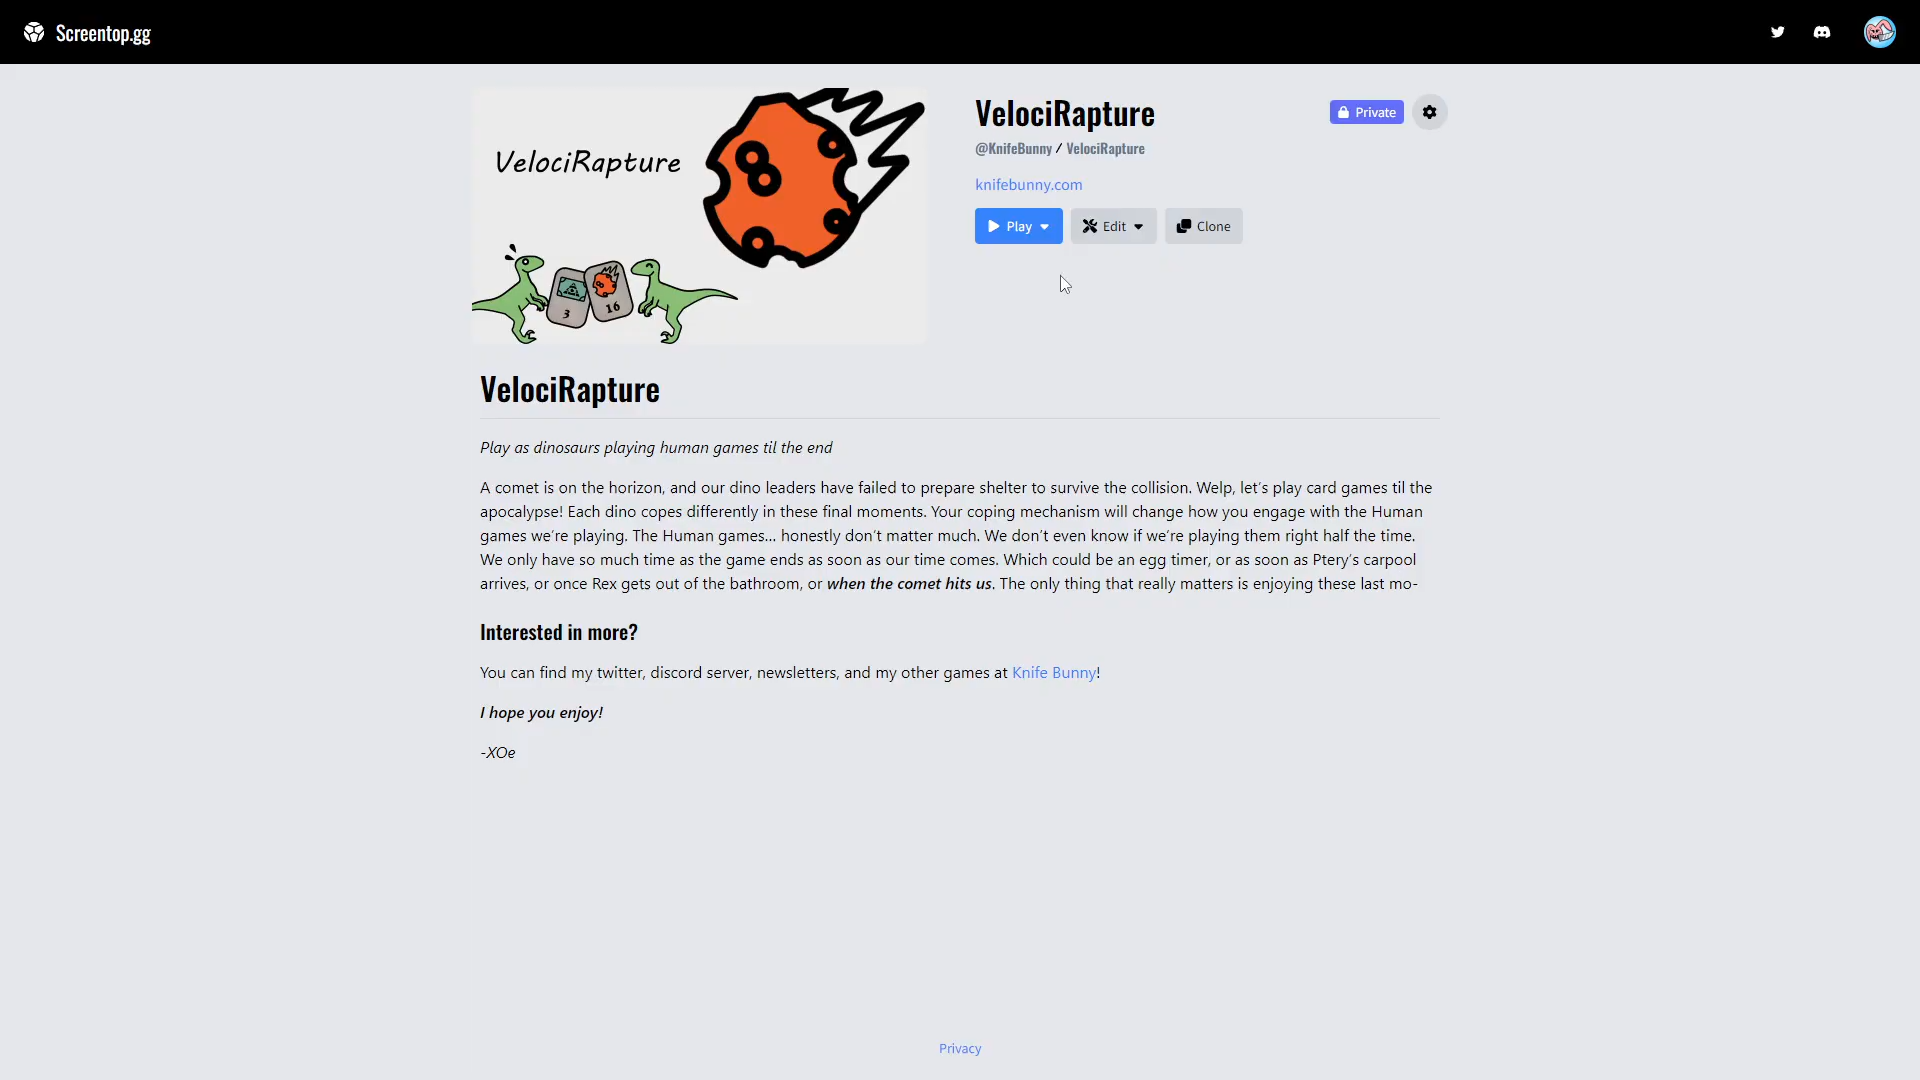 Screentop.gg
VelociRapture
8
3
16
VelociRapture
Private
@KnifeBunny / VelociRapture
knifebunny.com
Play
Edit
Clone
VelociRapture
Play as dinosaurs playing human games til the end
A comet is on the horizon, and our dino leaders have failed to prepare shelter to survive the collision. Welp, let's play card games til the
apocalypse! Each dino copes differently in these final moments. Your coping mechanism will change how you engage with the Human
games we're playing. The Human games... honestly don't matter much. We don't even know if we're playing them right half the time.
We only have so much time as the game ends as soon as our time comes. Which could be an egg timer, or as soon as Ptery's carpool
arrives, or once Rex gets out of the bathroom, or when the comet hits us. The only thing that really matters is enjoying these last mo-
Interested in more?
You can find my twitter, discord server, newsletters, and my other games at Knife Bunny!
I hope you enjoy!
-XOe
Privacy